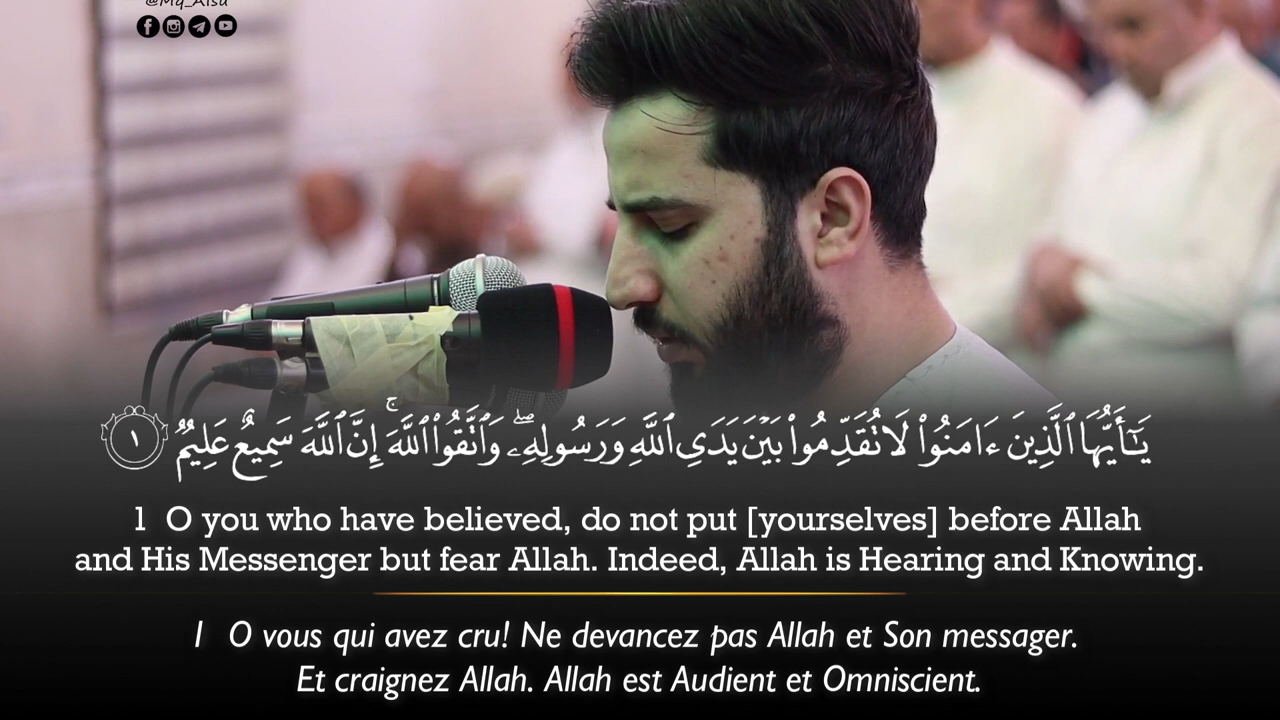 @My_Alsu
يَـٰٓأَيُّهَا ٱلَّذِينَ ءَامَنُوا۟ لَا تُقَدِّمُوا۟ بَيْنَ يَدَىِ ٱللَّهِ وَرَسُولِهِۦ ۖ وَٱتَّقُوا۟ ٱللَّهَ ۚ إِنَّ ٱللَّهَ سَمِيعٌ عَلِيمٌ ١
1 O you who have believed, do not put [yourselves] before Allah
and His Messenger but fear Allah. Indeed, Allah is Hearing and Knowing.
1 O vous qui avez cru! Ne devancez pas Allah et Son messager.
Et craignez Allah. Allah est Audient et Omniscient.